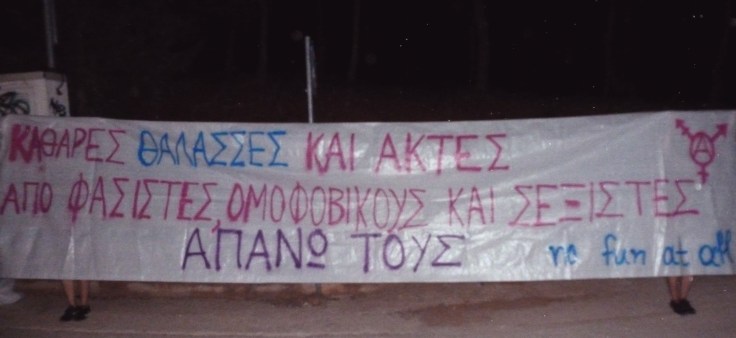 ΚΑΘΑΡΕΣ ΘΑΛΑΣΣΕΣ ΚΑΙ ΑΚΤΕΣ
ΑΠΟ ΦΑΣΙΣΤΕΣ, ΟΜΟΦΟΒΙΚΟΥΣ ΚΑΙ ΣΕΞΙΣΤΕΣ
ΑΠΑΝΩ ΤΟΥΣ no fun at all